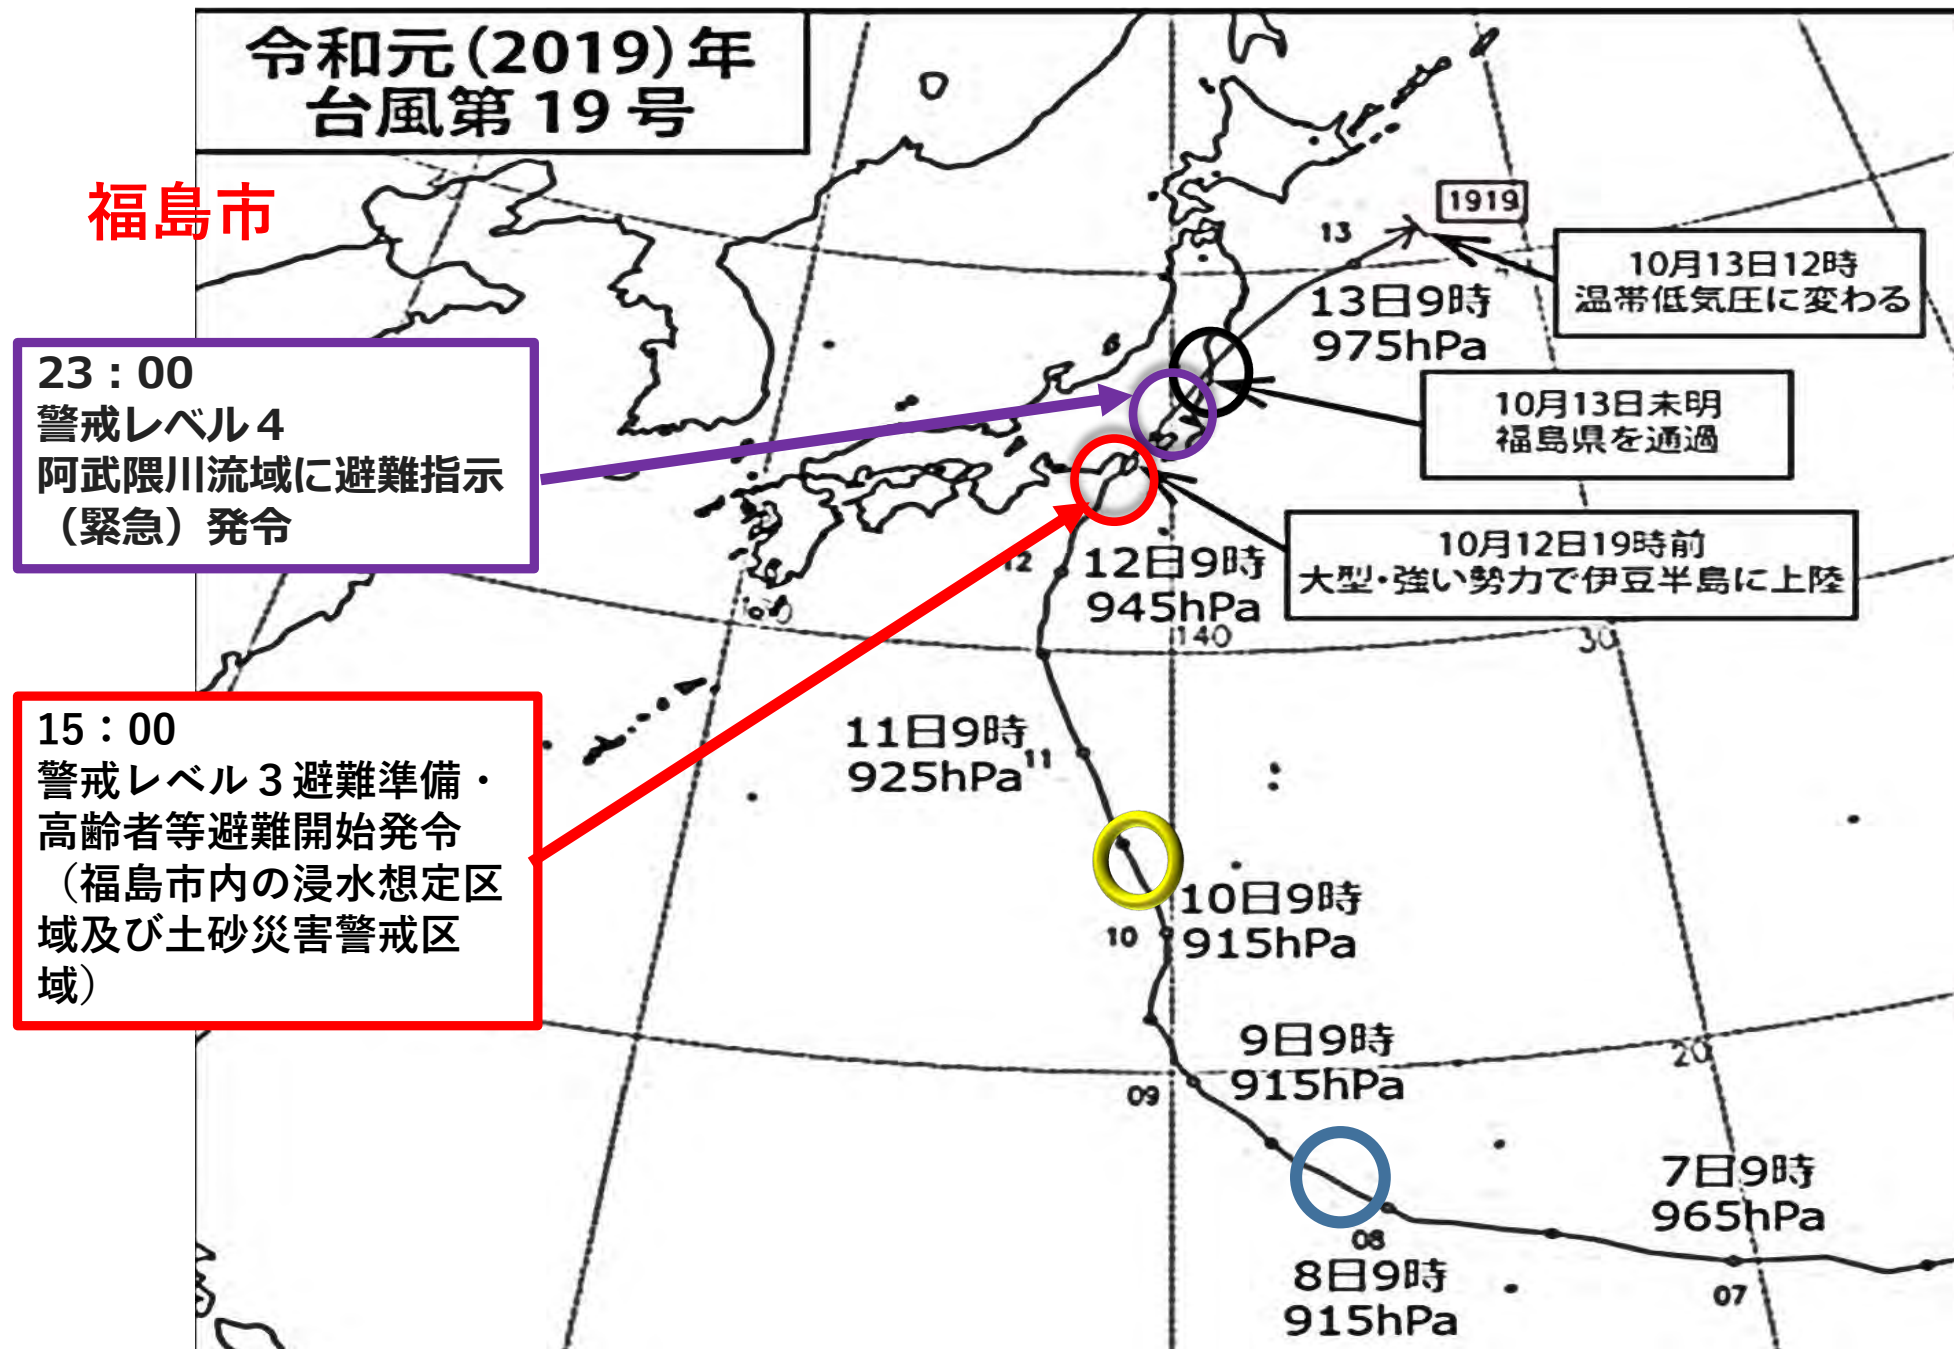 令和元(2019)年
台風第 19 号
福島市
1919
13
10月13日12時
温帯低気圧に変わる
13日9時
975hPa
23：00
警戒レベル４
阿武隈川流域に避難指示
（緊急）発令
10月13日未明
福島県を通過
10月12日19時前
大型・強い勢力で伊豆半島に上陸
12
12日9時
945hPa
140
30
15：00
警戒レベル３避難準備・
高齢者等避難開始発令
（福島市内の浸水想定区
域及び土砂災害警戒区
域）
11日9時
925hPa
11
10日9時
915hPa
10
9日9時
915hPa
09
20
7日9時
965hPa
07
08
8日9時
915hPa